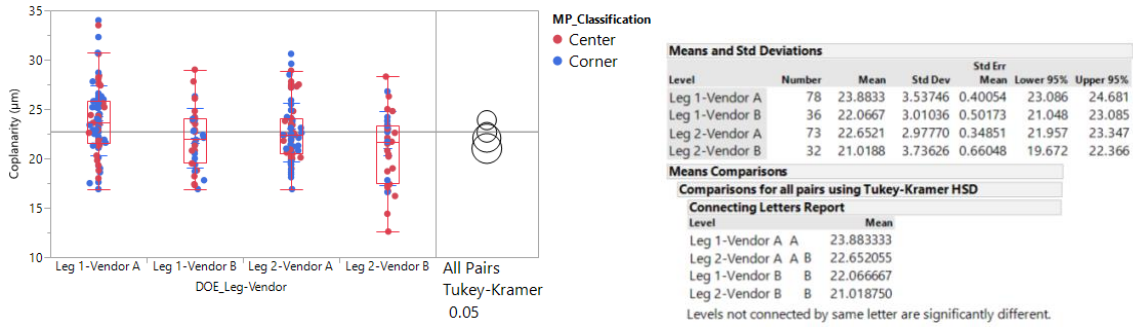 35
30
25
20
15
10
Coplanarity (μm)
Leg 1-Vendor A Leg 1-Vendor B Leg 2-Vendor A Leg 2-Vendor B
DOE_Leg-Vendor
All Pairs
Tukey-Kramer
0.05
MP_Classification
Center
Corner
Means and Std Deviations
Std Err
Level Number Mean Std Dev Mean Lower 95% Upper 95%
Leg 1-Vendor A 78 23.8833 3.53746 0.40054 23.086 24.681
Leg 1-Vendor B 36 22.0667 3.01036 0.50173 21.048 23.085
Leg 2-Vendor A 73 22.6521 2.97770 0.34851 21.957 23.347
Leg 2-Vendor B 32 21.0188 3.73626 0.66048 19.672 22.366
Means Comparisons
Comparisons for all pairs using Tukey-Kramer HSD
Connecting Letters Report
Level Mean
Leg 1-Vendor A A 23.883333
Leg 2-Vendor A A B 22.652055
Leg 1-Vendor B B 22.066667
Leg 2-Vendor B B 21.018750
Levels not connected by same letter are significantly different.